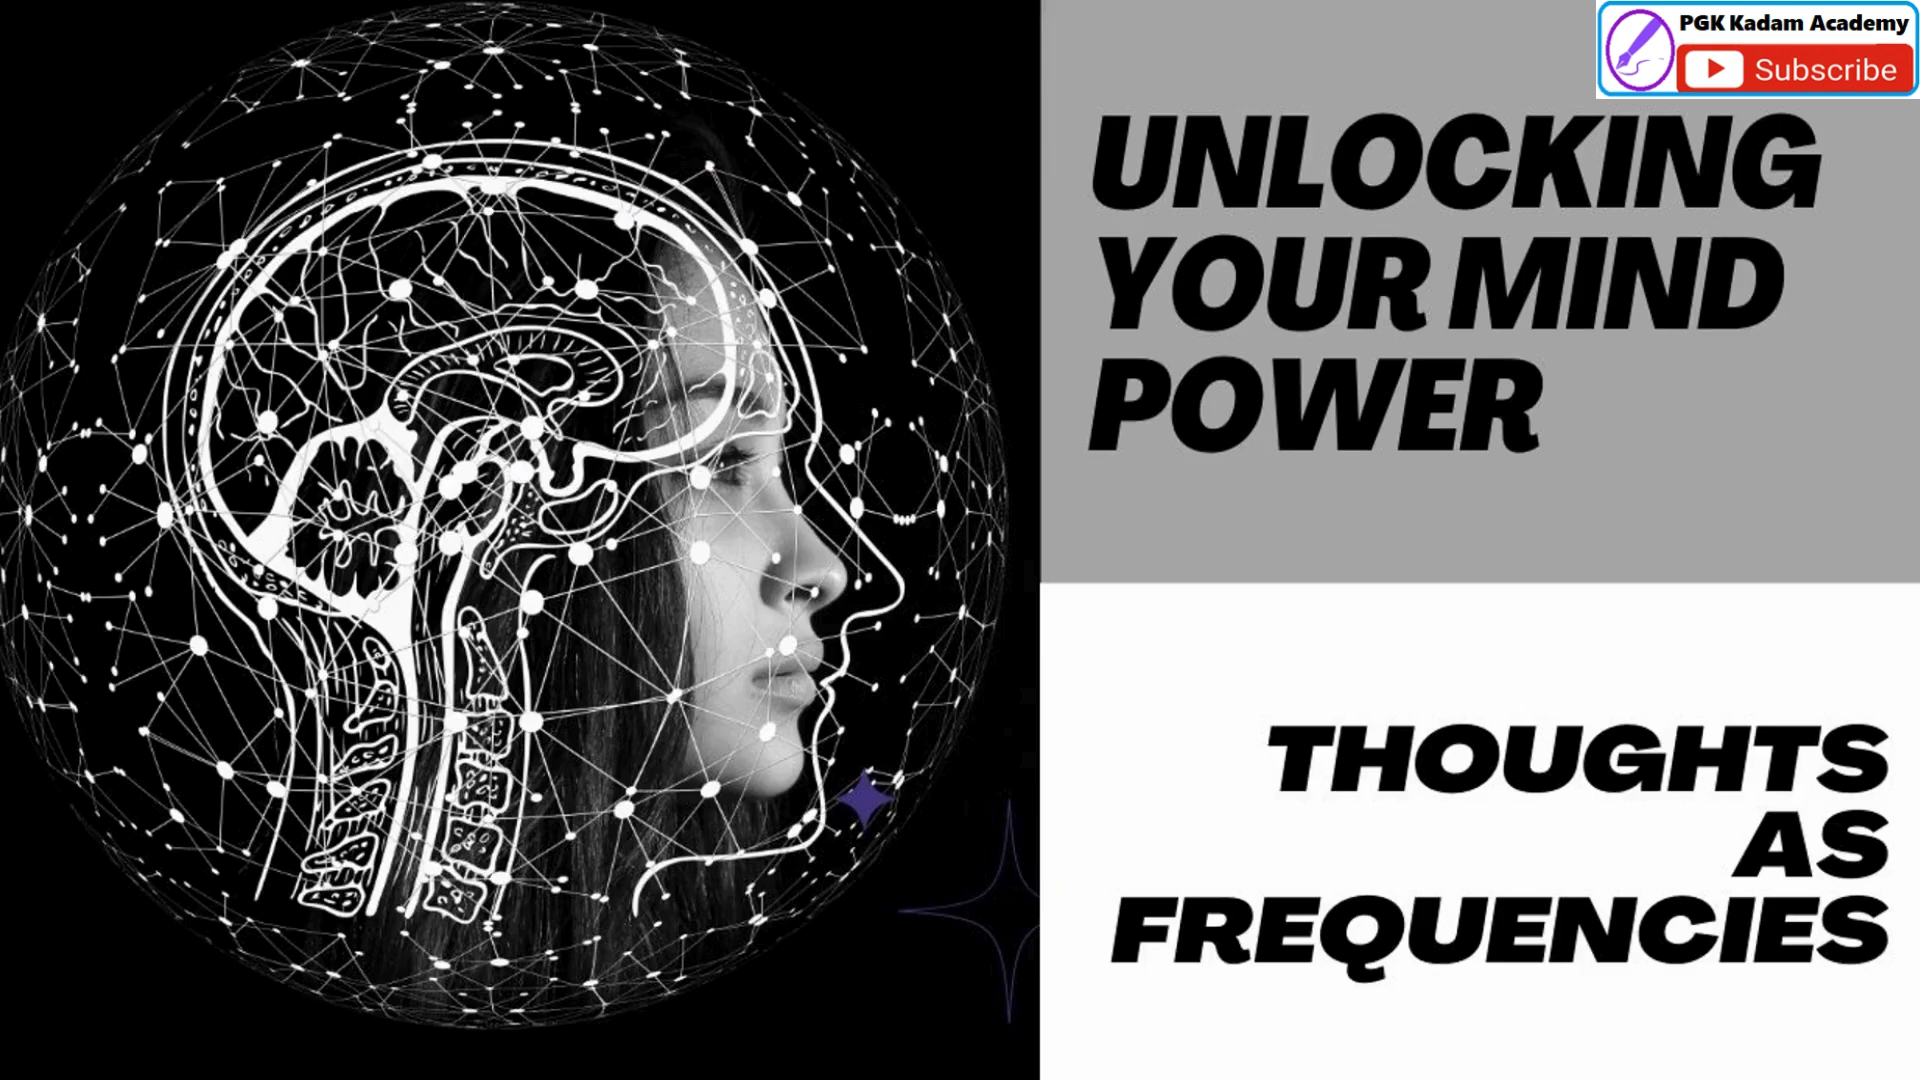 PGK Kadam Academy
Subscribe
UNLOCKING
YOUR MIND
POWER
THOUGHTS
AS
FREQUENCIES